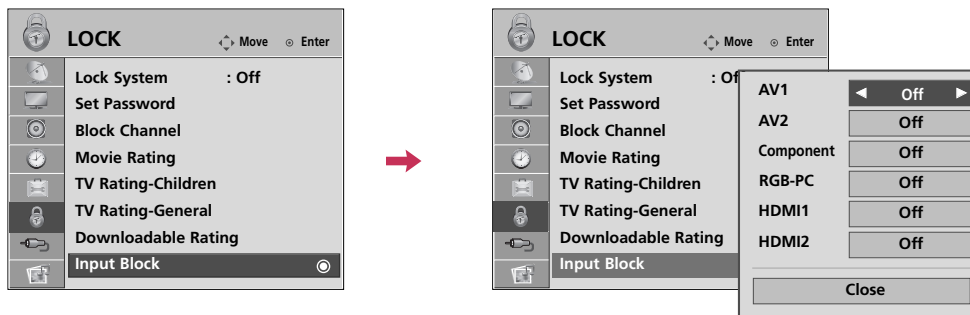 LOCK Move Enter
Lock System : Off
Set Password
Block Channel
Movie Rating
TV Rating-Children
TV Rating-General
Downloadable Rating
Input Block
LOCK Move Enter
Lock System : Of
Set Password
Block Channel
Movie Rating
TV Rating-Children
TV Rating-General
Downloadable Rating
Input Block
AV1 ◀ Off ▶
AV2 Off
Component Off
RGB-PC Off
HDMI1 Off
HDMI2 Off
Close